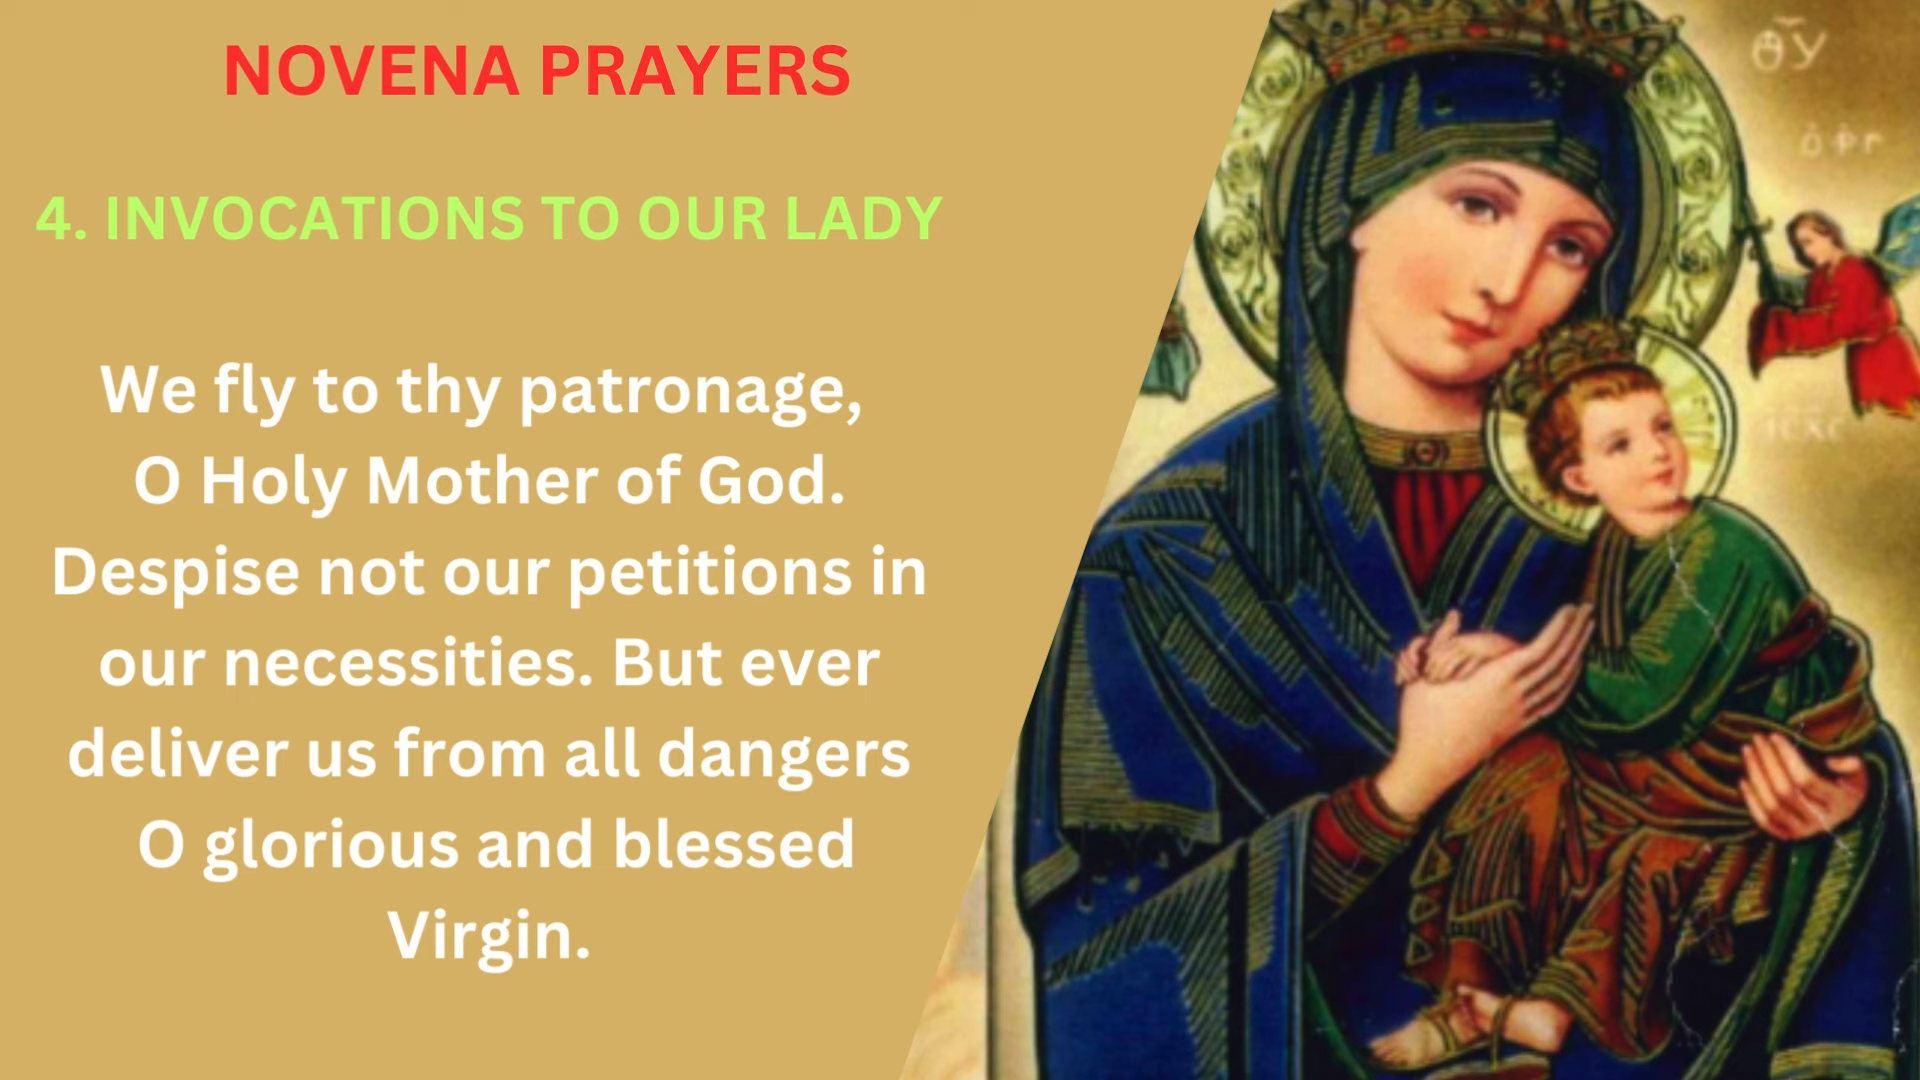 NOVENA PRAYERS
4. INVOCATIONS TO OUR LADY
We fly to thy patronage,
O Holy Mother of God.
Despise not our petitions in
our necessities. But ever
deliver us from all dangers
O glorious and blessed
Virgin.